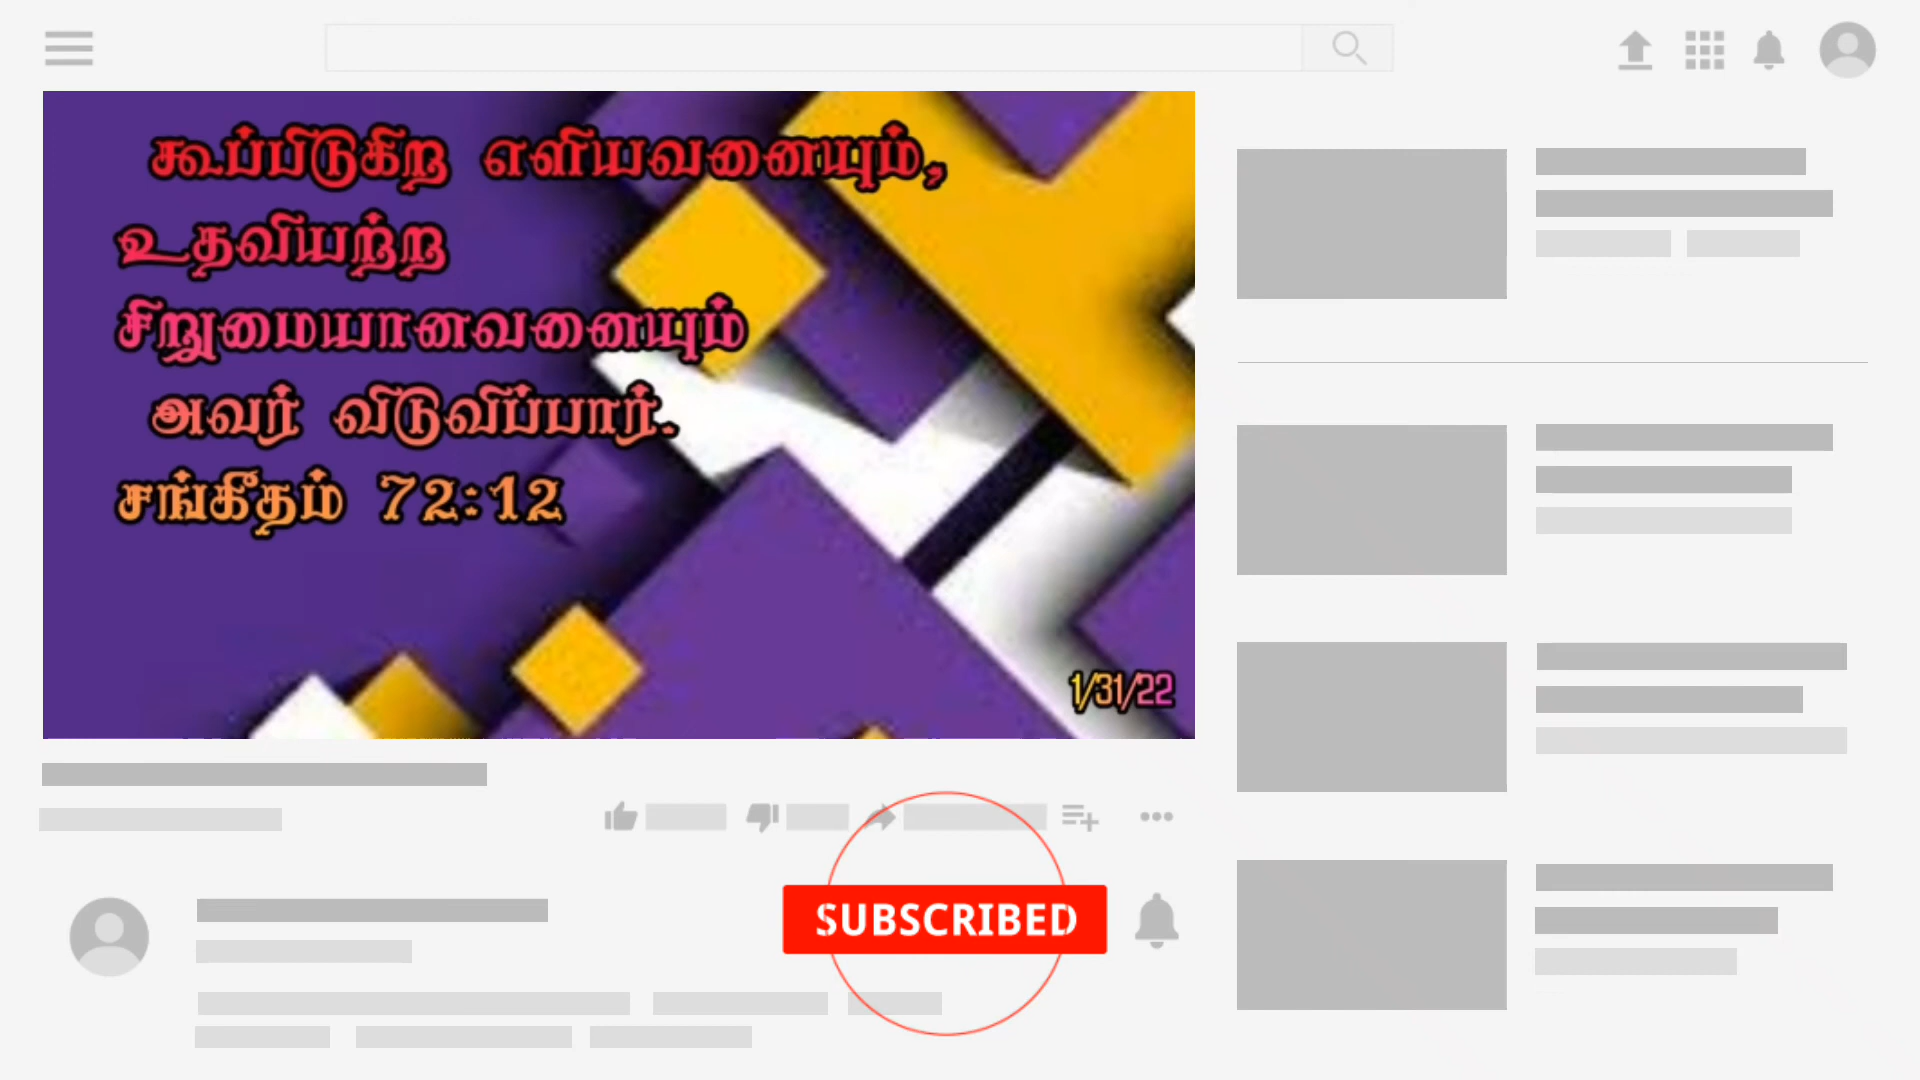 கூப்பிடுகிற எளியவனையும்,
உதவியற்ற
சிறுமையானவனையும்
அவர் விடுவிப்பார்.
சங்கீதம் 72:12
1/31/22
SUBSCRIBED